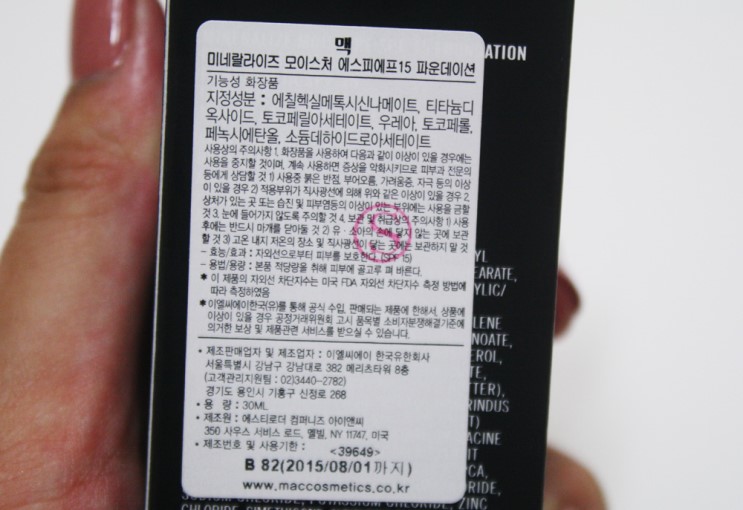 맥
미네랄라이즈 모이스처 에스피에프15 파운데이션
ATION
기능성 화장품
지정성분 : 에칠헥실메톡시신나메이트, 티타늄디
옥사이드, 토코페릴아세테이트, 우레아, 토코페롤,
페녹시에탄올, 소듐데하이드로아세테이트
사용상의 주의사항 1. 화장품을 사용하여 다음과 같이 이상이 있을 경우에는
사용을 중지할 것이며, 계속 사용하면 증상을 악화시키므로 피부과 전문의
등에게 상담할 것 1) 사용중 붉은 반점, 부어오름, 가려움증, 자극 등의 이상
이 있을 경우 2) 적용부위가 직사광선에 의해 위와 같은 이상이 있을 경우 2.
상처가 있는 곳 또는 습진 및 피부염등의 이상이 있는 부위에는 사용을 금할
것 3. 눈에 들어가지 않도록 주의할 것 4. 보관 및 취급상의 주의사항 1) 사용
후에는 반드시 마개를 닫아둘 것 2) 유·소아의 손에 닿지 않는 곳에 보관
할 것 3) 고온 내지 저온의 장소 및 직사광선이 닿는 곳에는 보관하지 말 것
- 효능/효과 : 자외선으로부터 피부를 보호한다. (SPF 15)
- 용법/용량 : 본품 적당량을 취해 피부에 골고루 펴 바른다.
* 이 제품의 자외선 차단지수는 미국 FDA 자외선 차단지수 측정 방법에
따라 측정하였음
* 이엘씨에이한국(유)를 통해 공식 수입, 판매되는 제품에 한해서, 상품에
이상이 있을 경우 공정거래위원회 고시 품목별 소비자분쟁해결기준에
의거한 보상 및 제품관련 서비스를 받으실 수 있습니다.
• 제조판매업자 및 제조업자 : 이엘씨에이 한국유한회사
서울특별시 강남구 강남대로 382 메리츠타워 8층
(고객관리지원팀 : 02)3440-2782)
경기도 용인시 기흥구 신정로 268
• 용 량 : 30ML
• 제조원 : 에스티로더 컴퍼니즈 아이앤씨
350 사우스 서비스 로드, 멜빌, NY 11747, 미국
• 제조번호 및 사용기한 : <39649>
B 82(2015/08/01까지)
www.maccosmetics.co.kr
S
YL
EARATE,
YLIC/
LENE
NOATE,
EROL,
TE,
TTER),
RINDUS
T)
ACINE
IT
CA,
RIDE,
ZINC